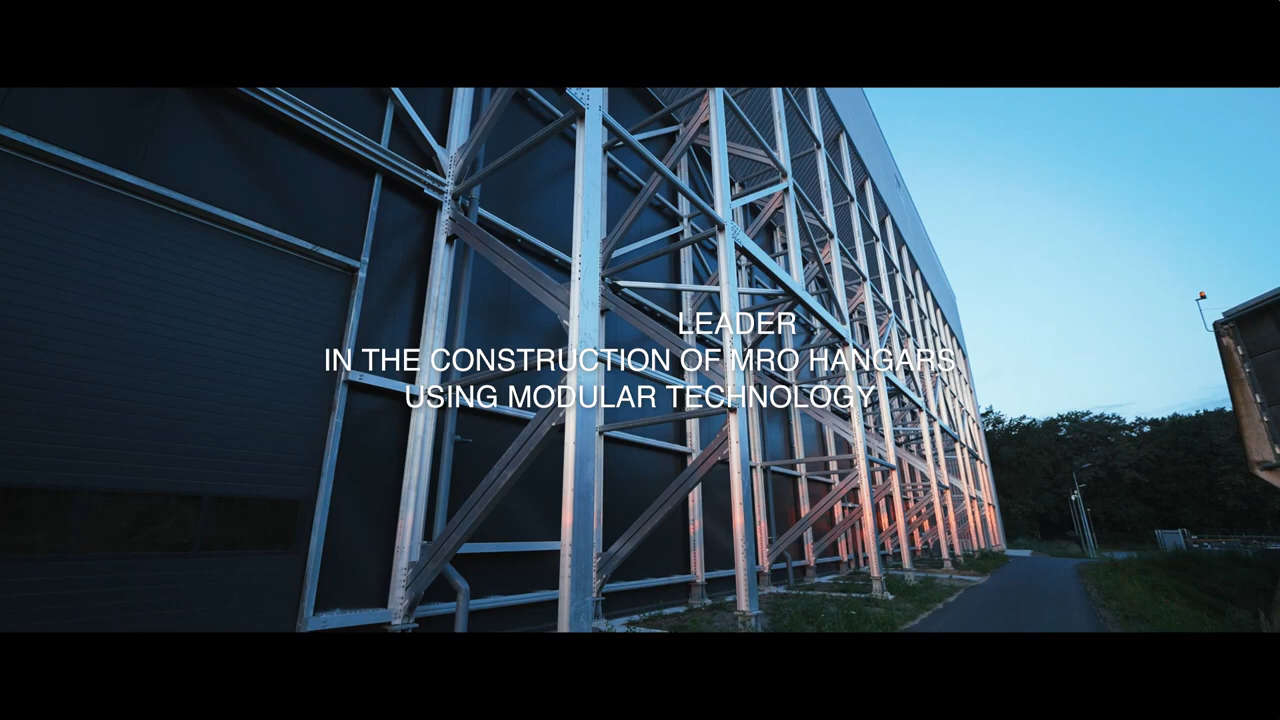 LEADER
IN THE CONSTRUCTION OF MRO HANGARS
USING MODULAR TECHNOLOGY